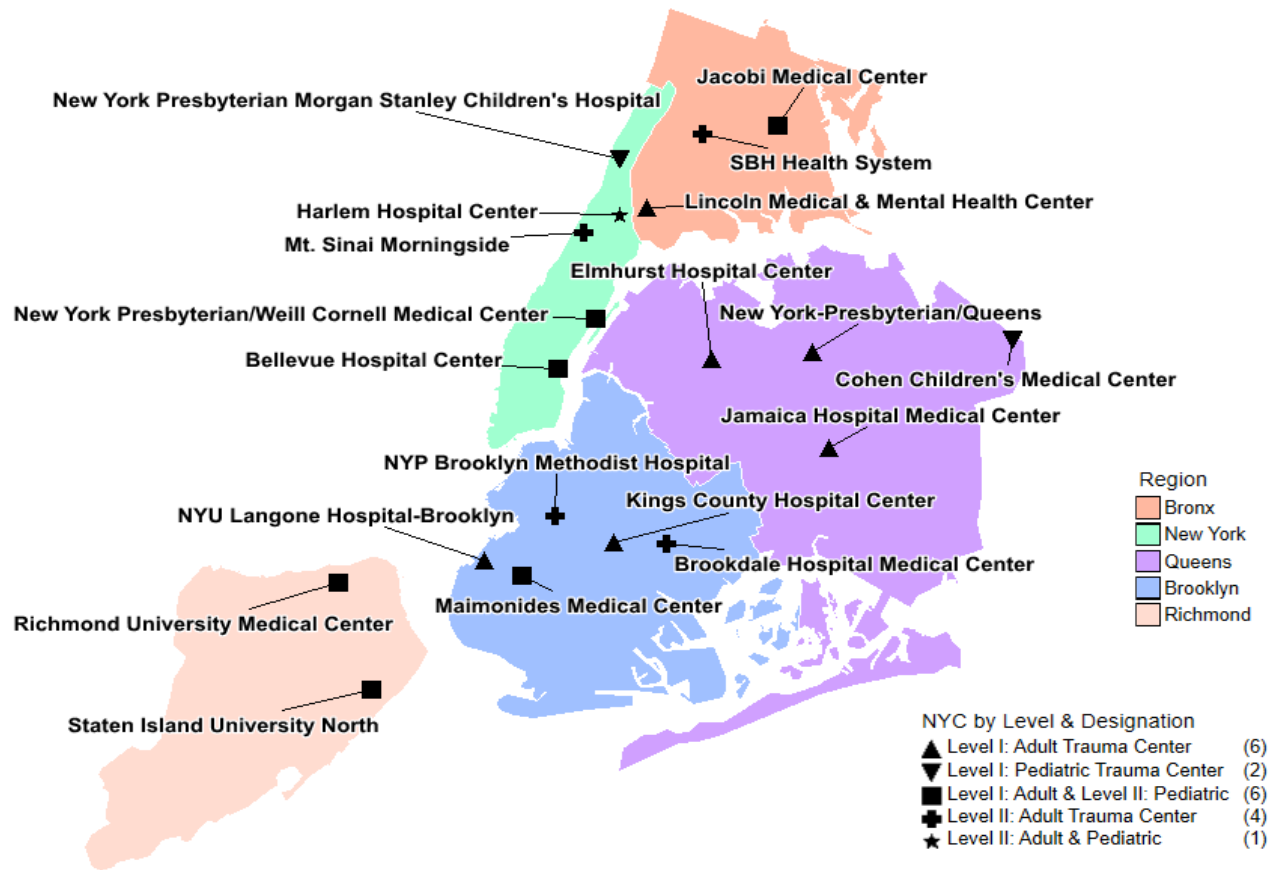 Jacobi Medical Center
New York Presbyterian Morgan Stanley Children's Hospital
SBH Health System
Lincoln Medical & Mental Health Center
Harlem Hospital Center
Mt. Sinai Morningside
Elmhurst Hospital Center
New York Presbyterian/Weill Cornell Medical Center
New York-Presbyterian/Queens
Bellevue Hospital Center
Cohen Children's Medical Center
Jamaica Hospital Medical Center
NYP Brooklyn Methodist Hospital
Kings County Hospital Center
NYU Langone Hospital-Brooklyn
Brookdale Hospital Medical Center
Maimonides Medical Center
Richmond University Medical Center
Staten Island University North
Region
Bronx
New York
Queens
Brooklyn
Richmond
NYC by Level & Designation
Level I: Adult Trauma Center (6)
Level I: Pediatric Trauma Center (2)
Level I: Adult & Level II: Pediatric (6)
Level II: Adult Trauma Center (4)
Level II: Adult & Pediatric (1)